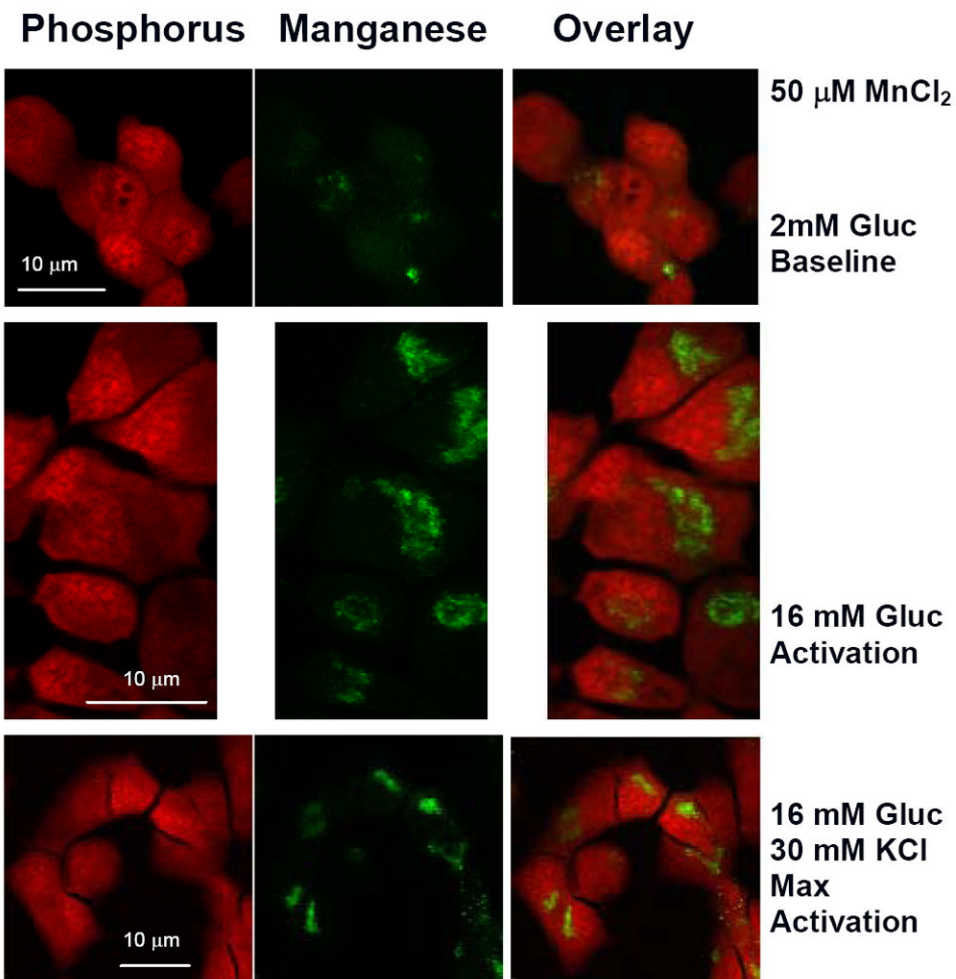 Phosphorus Manganese Overlay
50 μM MnCl₂
2mM Gluc
Baseline
10 μm
16 mM Gluc
Activation
10 μm
16 mM Gluc
30 mM KCl
Max
Activation
10 μm